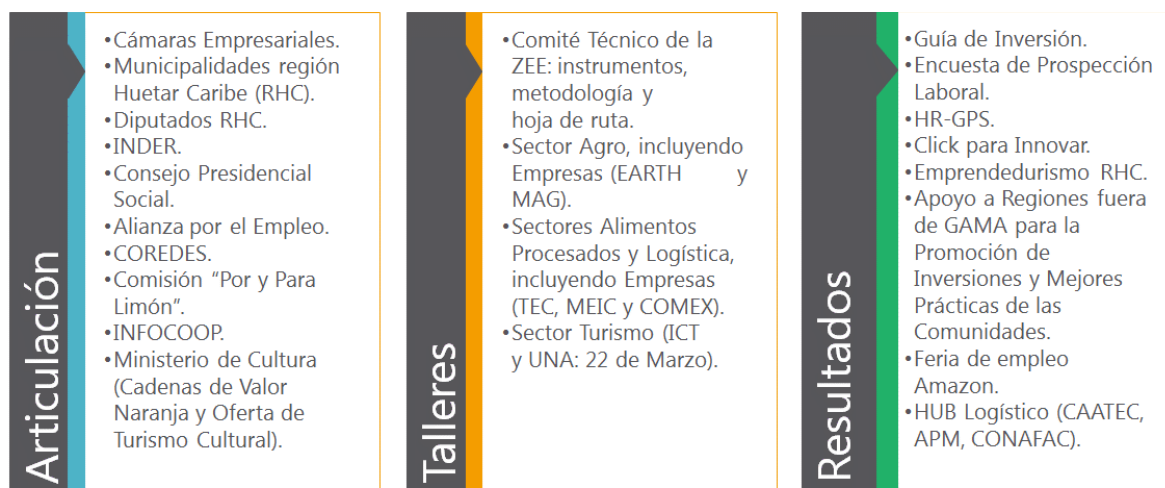 Articulación
•Cámaras Empresariales.
•Municipalidades región
Huetar Caribe (RHC).
•Diputados RHC.
•INDER.
•Consejo Presidencial
Social.
•Alianza por el Empleo.
•COREDES.
•Comisión “Por y Para
Limón”.
•INFOCOOP.
•Ministerio de Cultura
(Cadenas de Valor
Naranja y Oferta de
Turismo Cultural).
Talleres
•Comité Técnico de la
ZEE: instrumentos,
metodología y
hoja de ruta.
•Sector Agro, incluyendo
Empresas (EARTH y
MAG).
•Sectores Alimentos
Procesados y Logística,
incluyendo Empresas
(TEC, MEIC y COMEX).
•Sector Turismo (ICT
y UNA: 22 de Marzo).
Resultados
•Guía de Inversión.
•Encuesta de Prospección
Laboral.
•HR-GPS.
•Click para Innovar.
•Emprendedurismo RHC.
•Apoyo a Regiones fuera
de GAMA para la
Promoción de
Inversiones y Mejores
Prácticas de las
Comunidades.
•Feria de empleo
Amazon.
•HUB Logístico (CAATEC,
APM, CONAFAC).